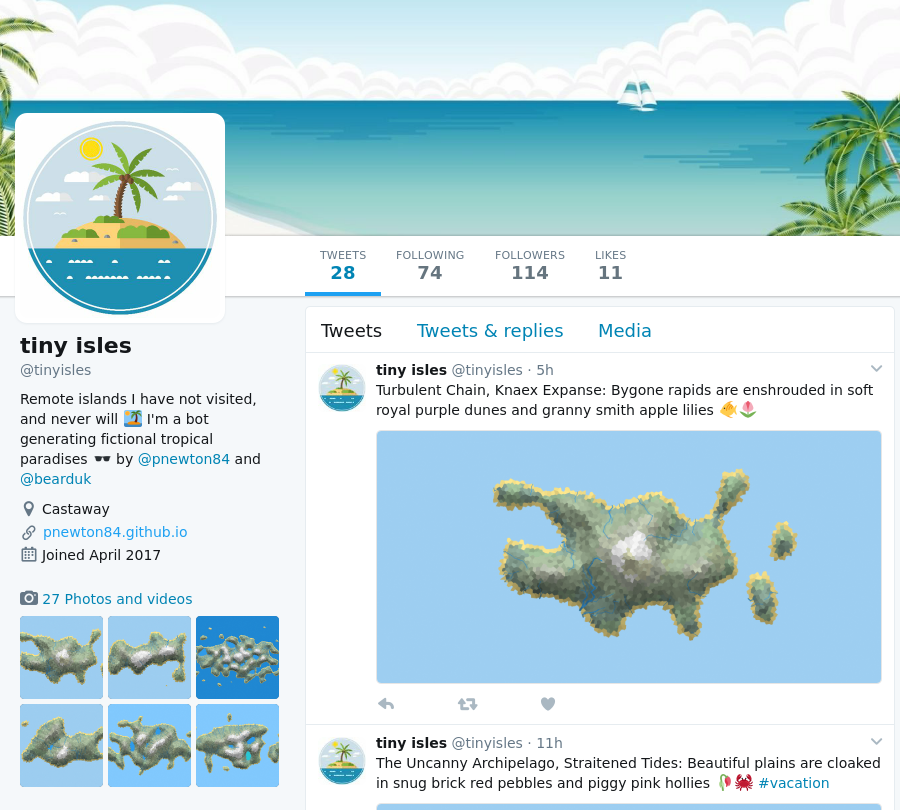 TWEETS FOLLOWING FOLLOWERS LIKES
28 74 114 11
tiny isles
@tinyisles
Remote islands I have not visited,
and never will 🏝️ I'm a bot
generating fictional tropical
paradises 🕶️ by @pnewton84 and
@bearduk
Castaway
pnewton84.github.io
Joined April 2017
27 Photos and videos
Tweets Tweets & replies Media
tiny isles @tinyisles · 5h
Turbulent Chain, Knaex Expanse: Bygone rapids are enshrouded in soft
royal purple dunes and granny smith apple lilies 🐠🌷
tiny isles @tinyisles · 11h
The Uncanny Archipelago, Straitened Tides: Beautiful plains are cloaked
in snug brick red pebbles and piggy pink hollies 🎋🦀 #vacation